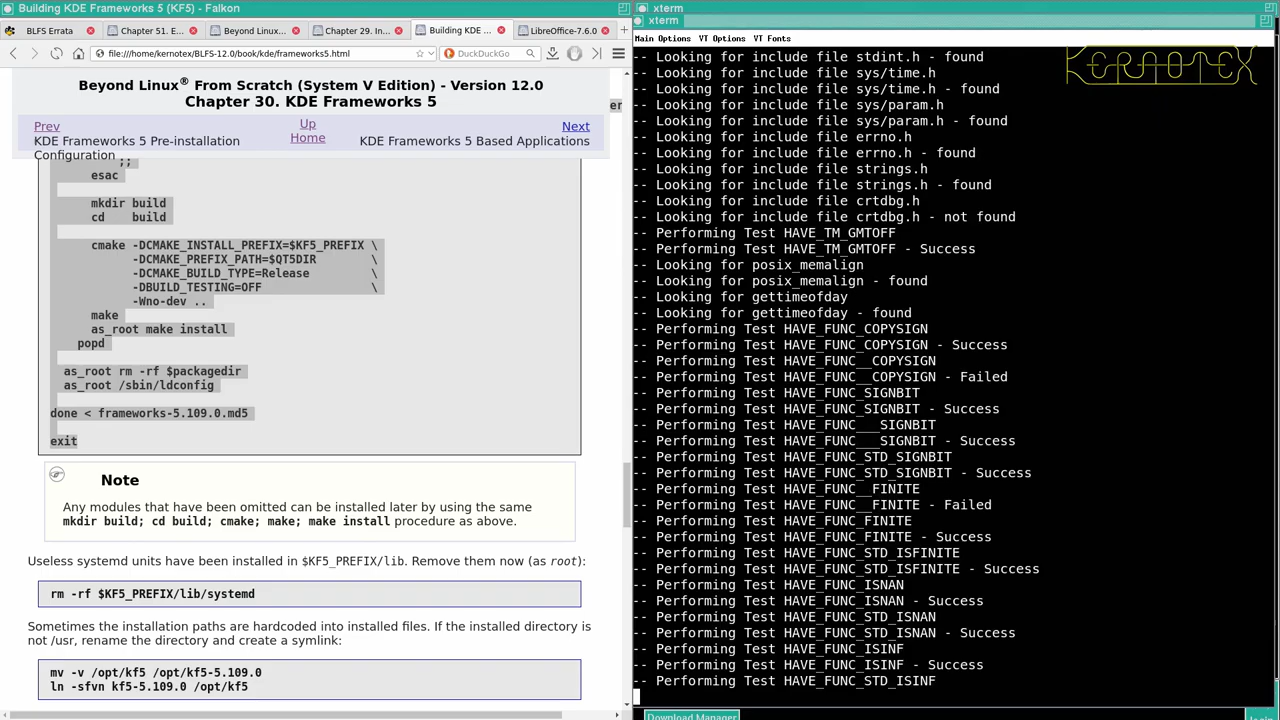 Building KDE Frameworks 5 (KF5) - Falkon
BLFS Errata
Chapter 51. E...
Beyond Linux...
Chapter 29. In...
Building KDE ...
LibreOffice-7.6.0
file:///home/kernotex/BLFS-12.0/book/kde/frameworks5.html
DuckDuckGo
Beyond Linux® From Scratch (System V Edition) - Version 12.0
Chapter 30. KDE Frameworks 5
er
Prev
Up
Next
KDE Frameworks 5 Pre-installation Configuration
Home
KDE Frameworks 5 Based Applications
;;
esac
mkdir build
cd    build
cmake -DCMAKE_INSTALL_PREFIX=$KF5_PREFIX \
-DCMAKE_PREFIX_PATH=$QT5DIR        \
-DCMAKE_BUILD_TYPE=Release         \
-DBUILD_TESTING=OFF                \
-Wno-dev ..
make
as_root make install
popd
as_root rm -rf $packagedir
as_root /sbin/ldconfig
done < frameworks-5.109.0.md5
exit
Note
Any modules that have been omitted can be installed later by using the same
mkdir build; cd build; cmake; make; make install procedure as above.
Useless systemd units have been installed in $KF5_PREFIX/lib. Remove them now (as root):
rm -rf $KF5_PREFIX/lib/systemd
Sometimes the installation paths are hardcoded into installed files. If the installed directory is
not /usr, rename the directory and create a symlink:
mv -v /opt/kf5 /opt/kf5-5.109.0
ln -sfvn kf5-5.109.0 /opt/kf5
xterm
xterm
Main Options  VT Options  VT Fonts
KERNOTEX
-- Looking for include file stdint.h - found
-- Looking for include file sys/time.h
-- Looking for include file sys/time.h - found
-- Looking for include file sys/param.h
-- Looking for include file sys/param.h - found
-- Looking for include file errno.h
-- Looking for include file errno.h - found
-- Looking for include file strings.h
-- Looking for include file strings.h - found
-- Looking for include file crtdbg.h
-- Looking for include file crtdbg.h - not found
-- Performing Test HAVE_TM_GMTOFF
-- Performing Test HAVE_TM_GMTOFF - Success
-- Looking for posix_memalign
-- Looking for posix_memalign - found
-- Looking for gettimeofday
-- Looking for gettimeofday - found
-- Performing Test HAVE_FUNC_COPYSIGN
-- Performing Test HAVE_FUNC_COPYSIGN - Success
-- Performing Test HAVE_FUNC__COPYSIGN
-- Performing Test HAVE_FUNC__COPYSIGN - Failed
-- Performing Test HAVE_FUNC_SIGNBIT
-- Performing Test HAVE_FUNC_SIGNBIT - Success
-- Performing Test HAVE_FUNC___SIGNBIT
-- Performing Test HAVE_FUNC___SIGNBIT - Success
-- Performing Test HAVE_FUNC_STD_SIGNBIT
-- Performing Test HAVE_FUNC_STD_SIGNBIT - Success
-- Performing Test HAVE_FUNC__FINITE
-- Performing Test HAVE_FUNC__FINITE - Failed
-- Performing Test HAVE_FUNC_FINITE
-- Performing Test HAVE_FUNC_FINITE - Success
-- Performing Test HAVE_FUNC_STD_ISFINITE
-- Performing Test HAVE_FUNC_STD_ISFINITE - Success
-- Performing Test HAVE_FUNC_ISNAN
-- Performing Test HAVE_FUNC_ISNAN - Success
-- Performing Test HAVE_FUNC_STD_ISNAN
-- Performing Test HAVE_FUNC_STD_ISNAN - Success
-- Performing Test HAVE_FUNC_ISINF
-- Performing Test HAVE_FUNC_ISINF - Success
-- Performing Test HAVE_FUNC_STD_ISINF
Download Manager